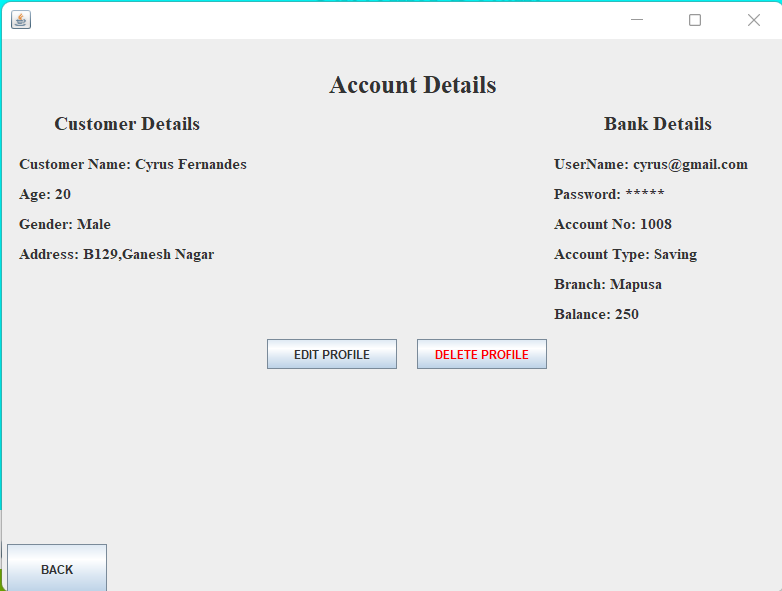 Account Details
Customer Details
Customer Name: Cyrus Fernandes
Age: 20
Gender: Male
Address: B129,Ganesh Nagar
Bank Details
UserName: cyrus@gmail.com
Password: *****
Account No: 1008
Account Type: Saving
Branch: Mapusa
Balance: 250
EDIT PROFILE
DELETE PROFILE
BACK